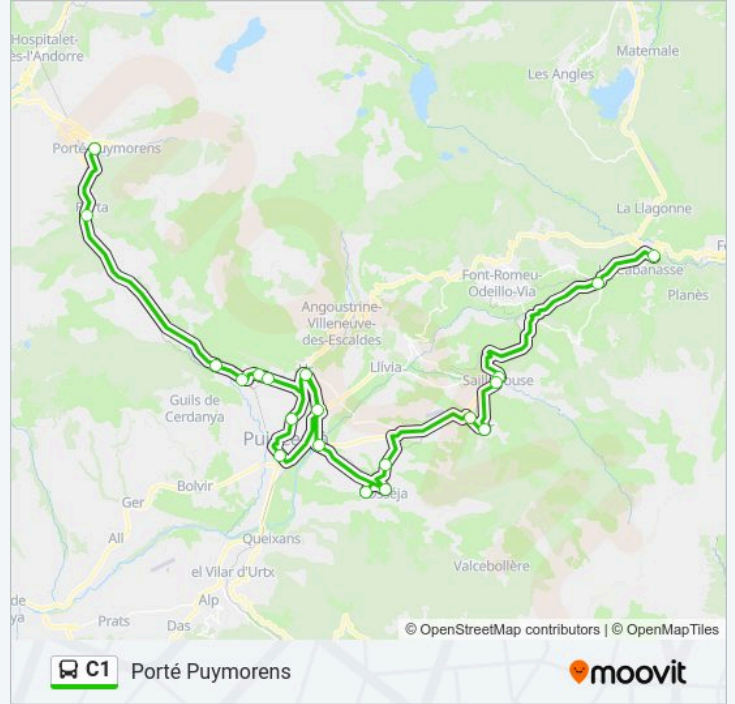 Hospitalet-
ès-l'Andorre
Matemale
Les Angles
Porté Puymorens
Porta
La Llagonne
Font-Romeu-
Odeillo-Via
Cabanasse
Planès
Angoustrine-
Villeneuve-
des-Escaldes
Llívia
Guils de
Cerdanya
Bolvir
Ger
All
Queixans
el Vilar d'Urtx
Valcebollère
Alp
Prats
Das
© OpenStreetMap contributors | © OpenMapTiles
C1 Porté Puymorens
moovit